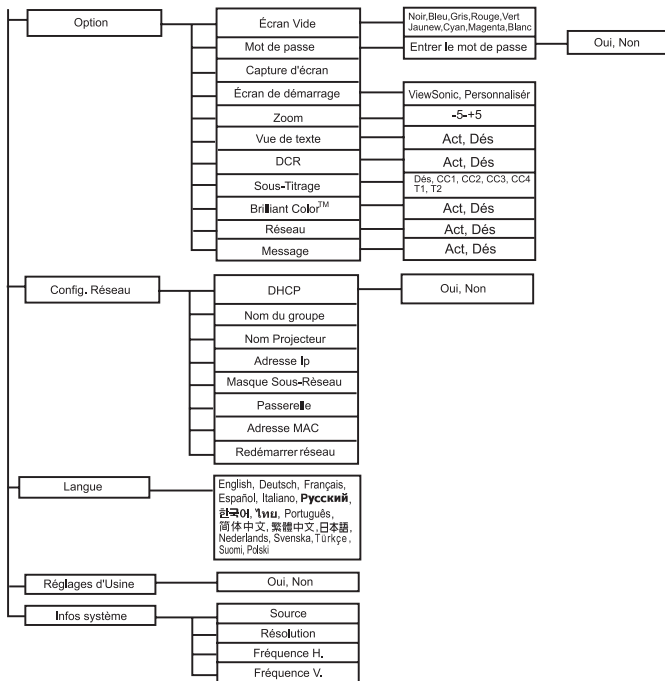 Option
Écran Vide
Noir,Bleu,Gris,Rouge,Vert
Jaunew,Cyan,Magenta,Blanc
Mot de passe
Entrer le mot de passe
Oui, Non
Capture d'écran
Écran de démarrage
ViewSonic, Personnalisér
Zoom
-5-+5
Vue de texte
Act, Dés
DCR
Act, Dés
Sous-Titrage
Dés, CC1, CC2, CC3, CC4
T1, T2
Brilliant Color™
Act, Dés
Réseau
Act, Dés
Message
Act, Dés
Config. Réseau
DHCP
Oui, Non
Nom du groupe
Nom Projecteur
Adresse Ip
Masque Sous-Rèseau
Passerelle
Adresse MAC
Redémarrer réseau
Langue
English, Deutsch, Français,
Español, Italiano, Русский,
한국어, ไทย, Português,
简体中文, 繁體中文, 日本語,
Nederlands, Svenska, Türkçe,
Suomi, Polski
Réglages d'Usine
Oui, Non
Infos système
Source
Résolution
Fréquence H.
Fréquence V.